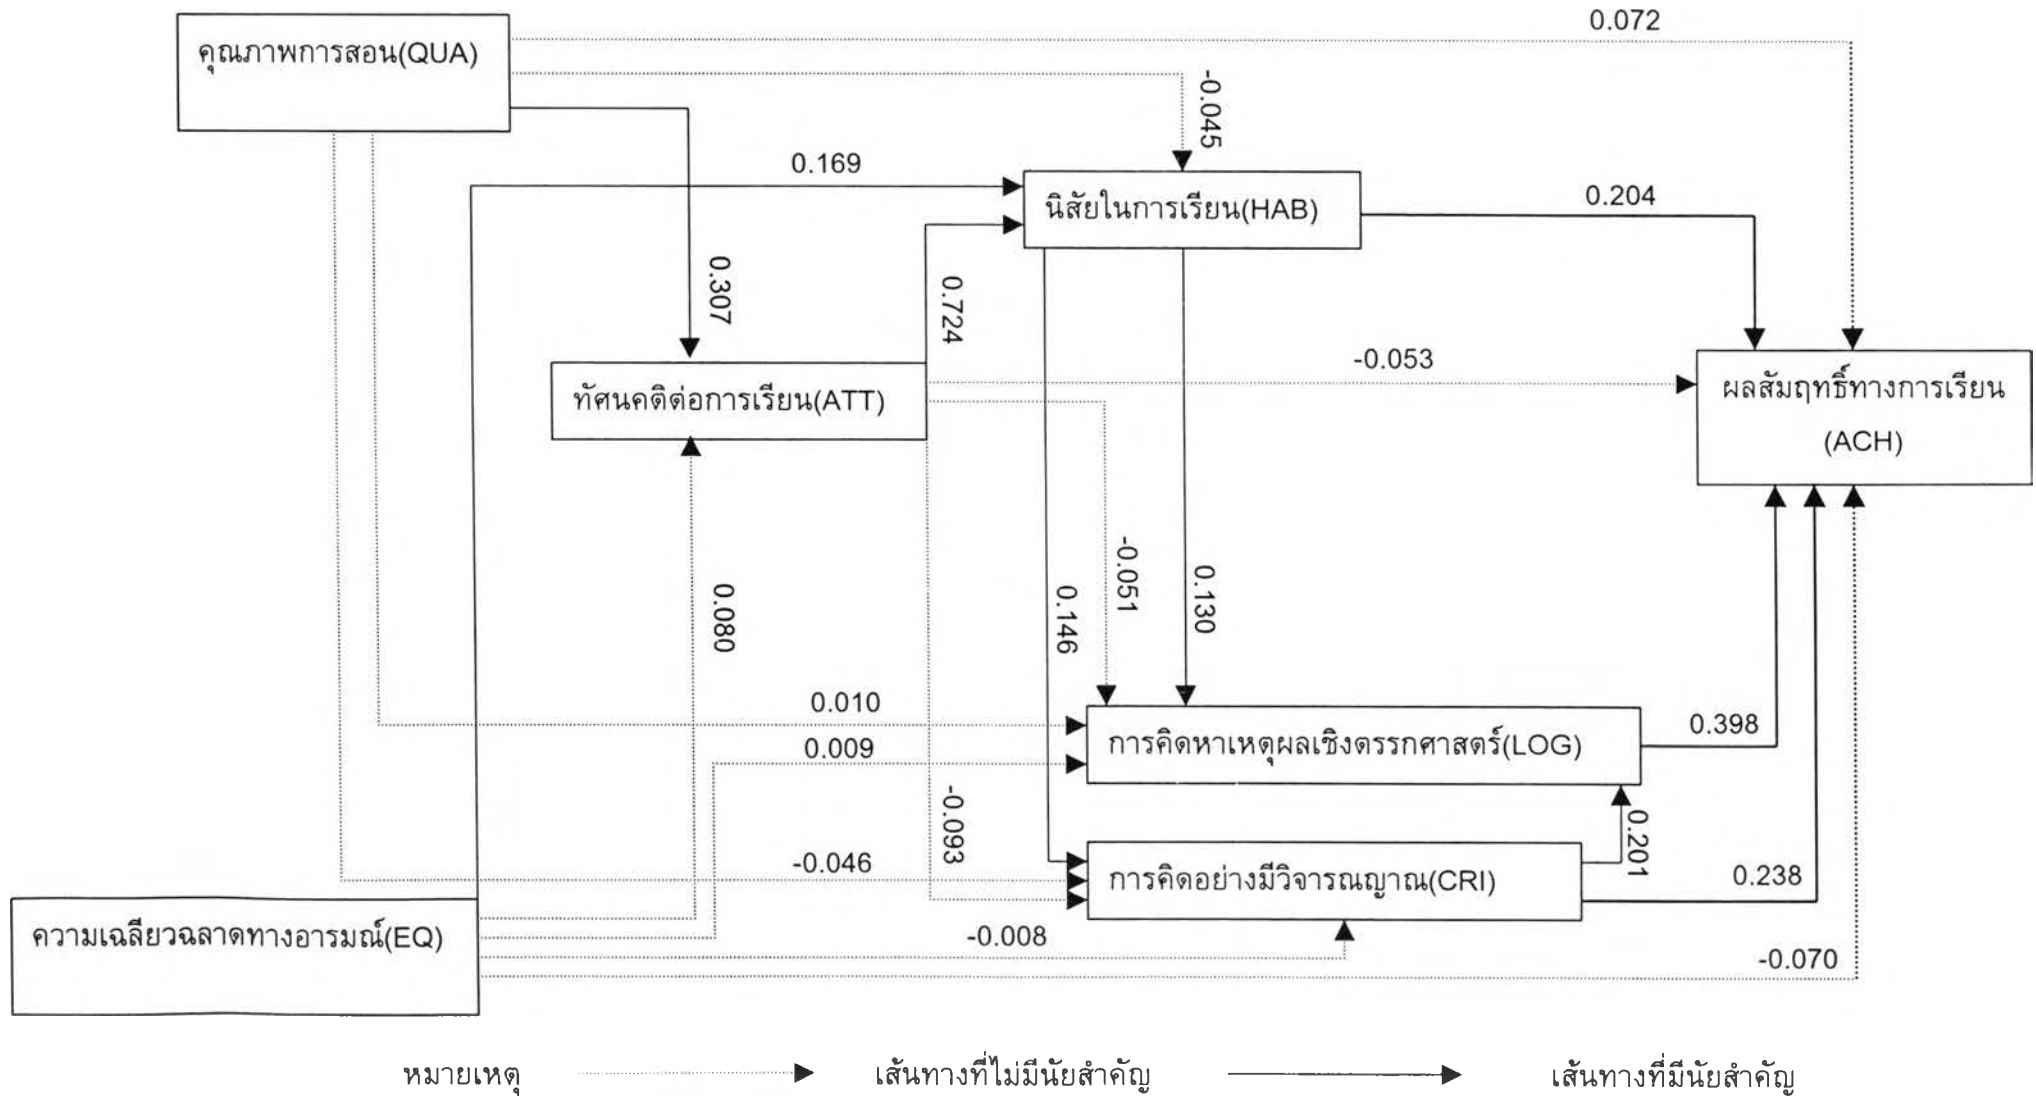 0.072
คุณภาพการสอน(QUA)
-0.045
0.169
นิสัยในการเรียน(HAB)
0.204
0.307
0.724
-0.053
ทัศนคติต่อการเรียน(ATT)
ผลสัมฤทธิ์ทางการเรียน
(ACH)
-0.051
0.130
0.080
0.146
0.010
0.398
0.009
การคิดหาเหตุผลเชิงตรรกศาสตร์(LOG)
-0.093
0.201
-0.046
การคิดอย่างมีวิจารณญาณ(CRI)
0.238
ความเฉลียวฉลาดทางอารมณ์(EQ)
-0.008
-0.070
หมายเหตุ เส้นทางที่ไม่มีนัยสำคัญ เส้นทางที่มีนัยสำคัญ